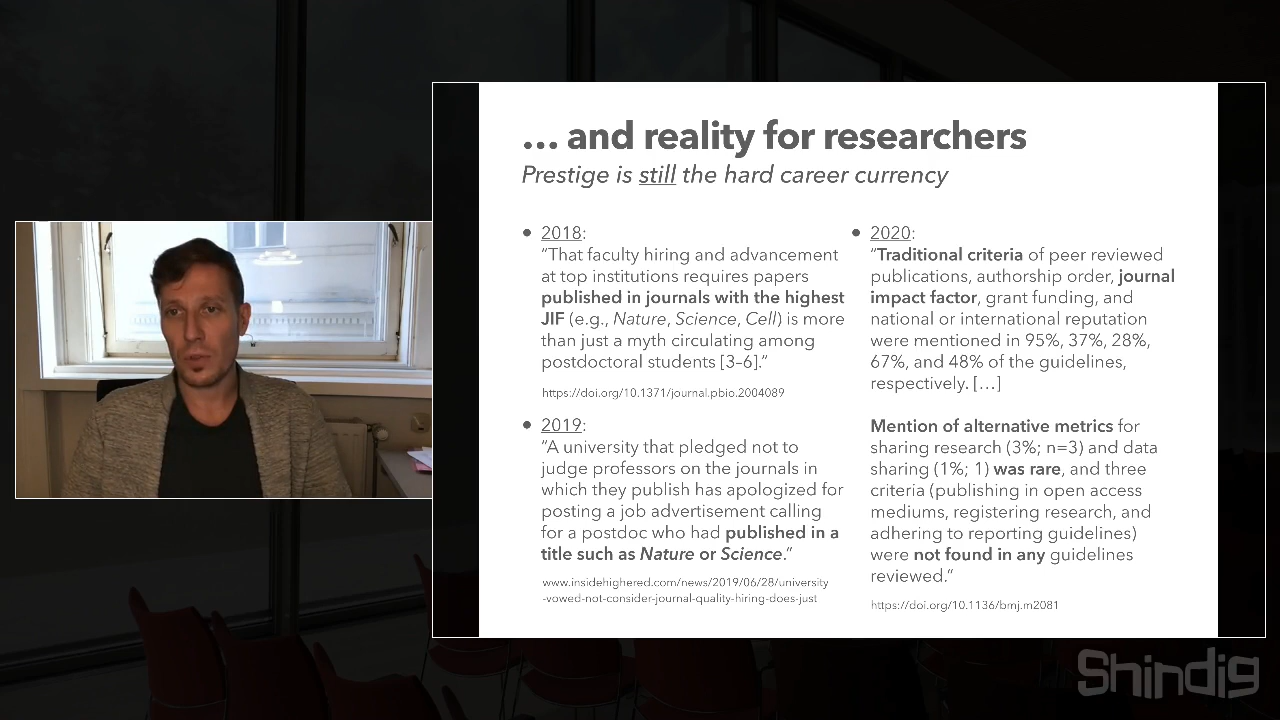 ... and reality for researchers
Prestige is still the hard career currency
• 2018:
“That faculty hiring and advancement
at top institutions requires papers
published in journals with the highest
JIF (e.g., Nature, Science, Cell) is more
than just a myth circulating among
postdoctoral students [3–6].”
https://doi.org/10.1371/journal.pbio.2004089
• 2019:
“A university that pledged not to
judge professors on the journals in
which they publish has apologized for
posting a job advertisement calling
for a postdoc who had published in a
title such as Nature or Science.”
www.insidehighered.com/news/2019/06/28/university
-vowed-not-consider-journal-quality-hiring-does-just
• 2020:
“Traditional criteria of peer reviewed
publications, authorship order, journal
impact factor, grant funding, and
national or international reputation
were mentioned in 95%, 37%, 28%,
67%, and 48% of the guidelines,
respectively. [...]
Mention of alternative metrics for
sharing research (3%; n=3) and data
sharing (1%; 1) was rare, and three
criteria (publishing in open access
mediums, registering research, and
adhering to reporting guidelines)
were not found in any guidelines
reviewed.”
https://doi.org/10.1136/bmj.m2081
Shindig